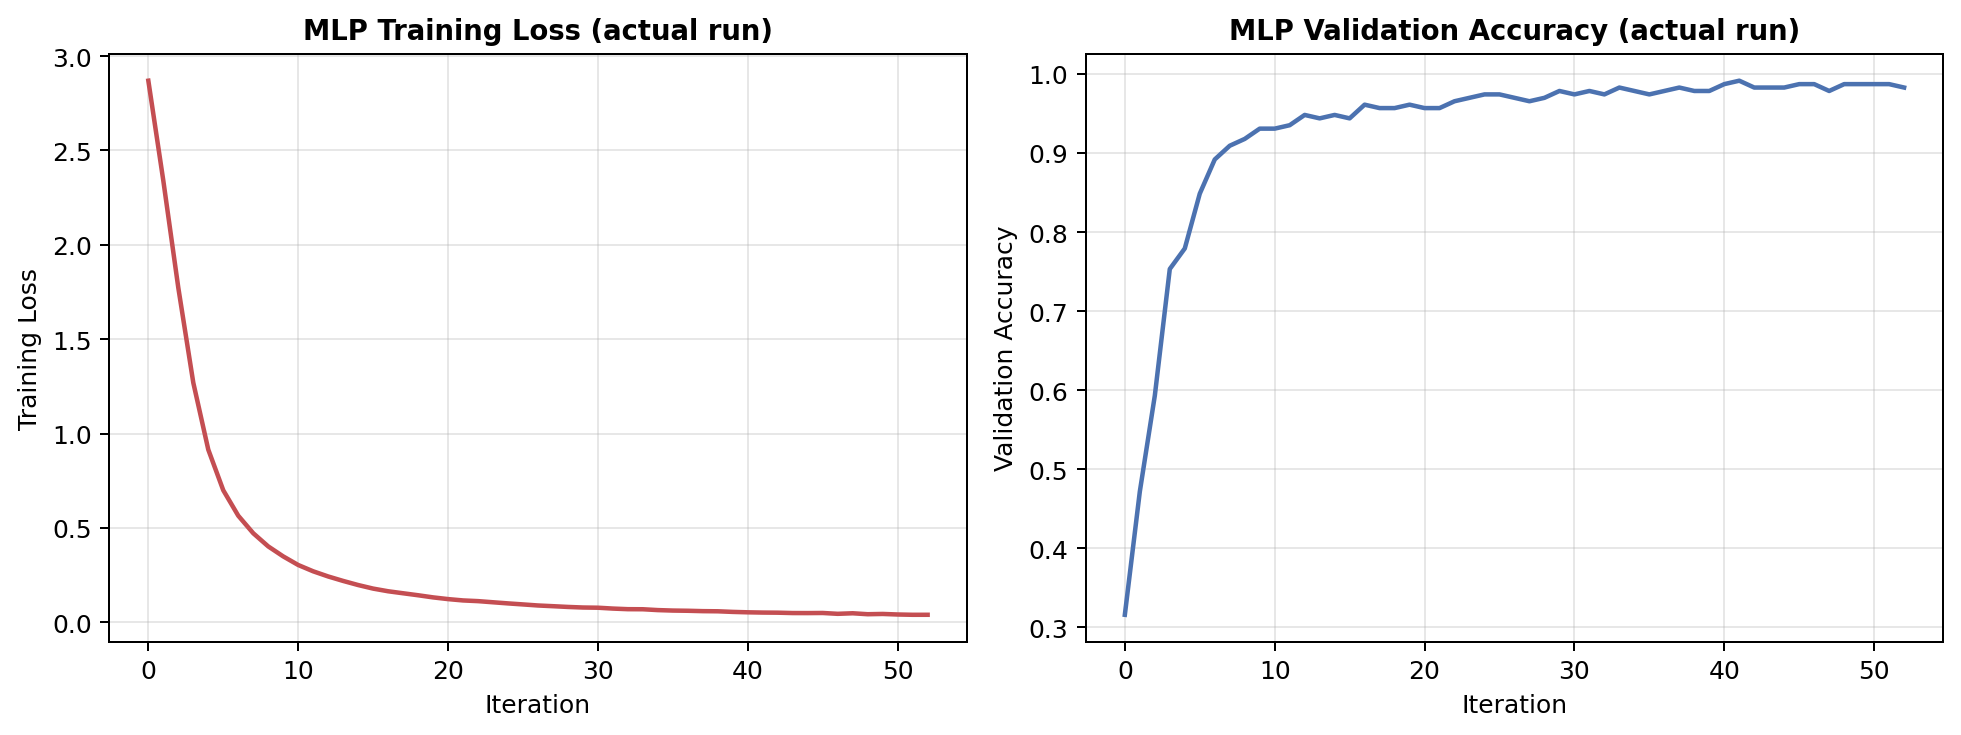 MLP Training Loss (actual run)
Training Loss
3.0
2.5
2.0
1.5
1.0
0.5
0.0
0 10 20 30 40 50
Iteration
MLP Validation Accuracy (actual run)
Validation Accuracy
1.0
0.9
0.8
0.7
0.6
0.5
0.4
0.3
0 10 20 30 40 50
Iteration